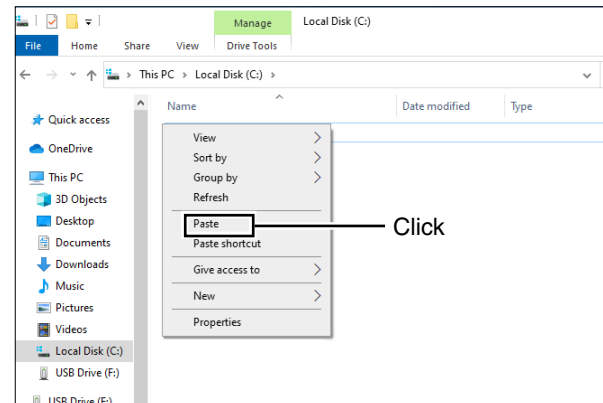 Manage Local Disk (C:)
File Home Share View Drive Tools
This PC > Local Disk (C:) >
Name Date modified Type
Quick access
OneDrive
This PC
3D Objects
Desktop
Documents
Downloads
Music
Pictures
Videos
Local Disk (C:)
USB Drive (F:)
USB Drive (F:)
View
Sort by
Group by
Refresh
Paste
Paste shortcut
Give access to
New
Properties
Click